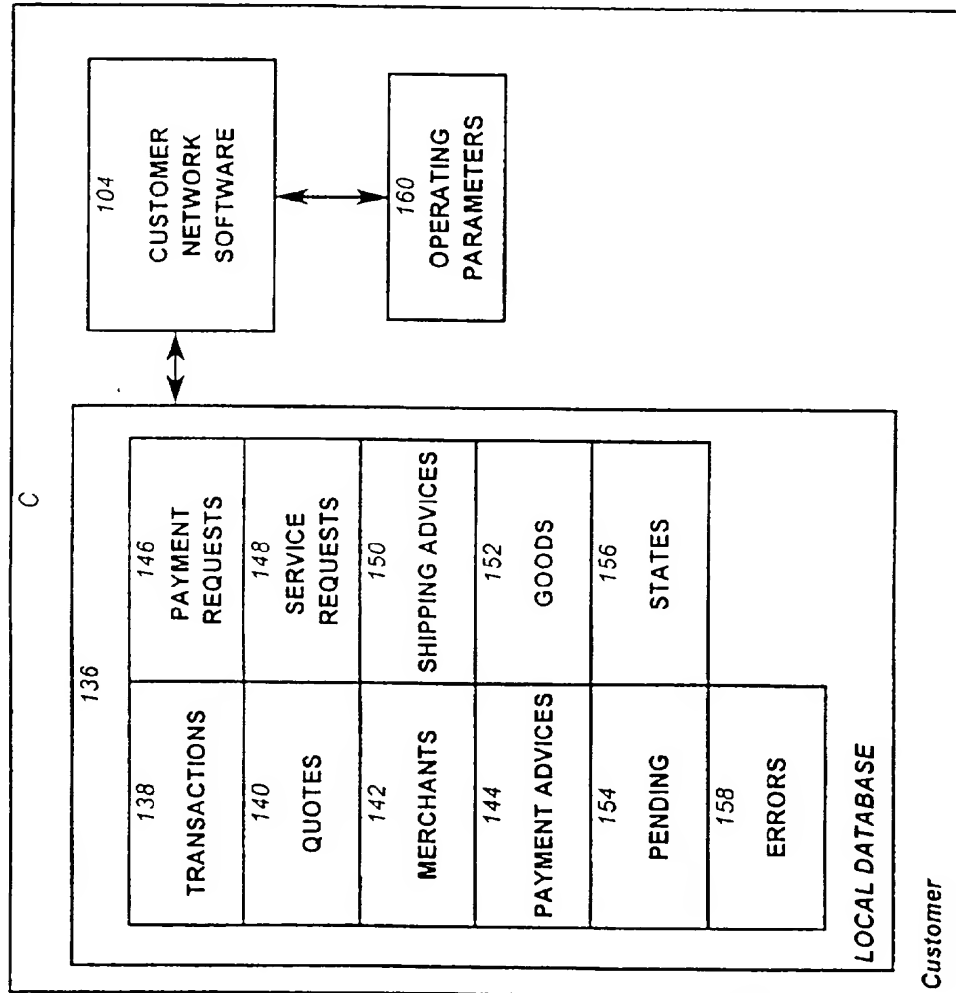 C
136
138
TRANSACTIONS
146
PAYMENT
REQUESTS
140
QUOTES
148
SERVICE
REQUESTS
142
MERCHANTS
150
SHIPPING ADVICES
144
PAYMENT ADVICES
152
GOODS
154
PENDING
156
STATES
158
ERRORS
LOCAL DATABASE
104
CUSTOMER
NETWORK
SOFTWARE
160
OPERATING
PARAMETERS
Customer